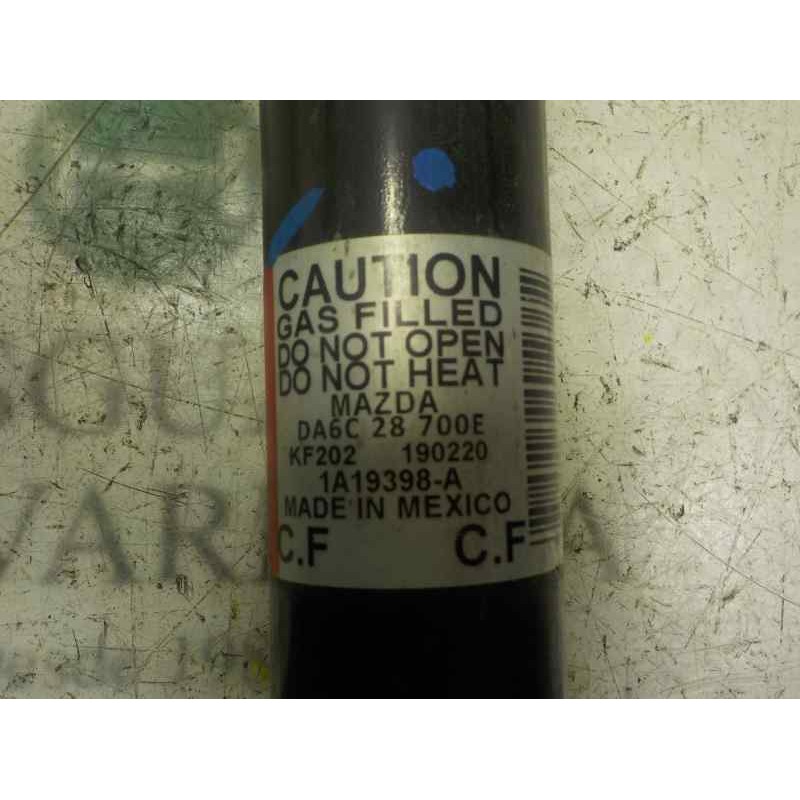 CAUTION
GAS FILLED
DO NOT OPEN
DO NOT HEAT
MAZDA
DA6C 28 700E
KF202 190220
1A19398-A
MADE IN MEXICO
C.F C.F